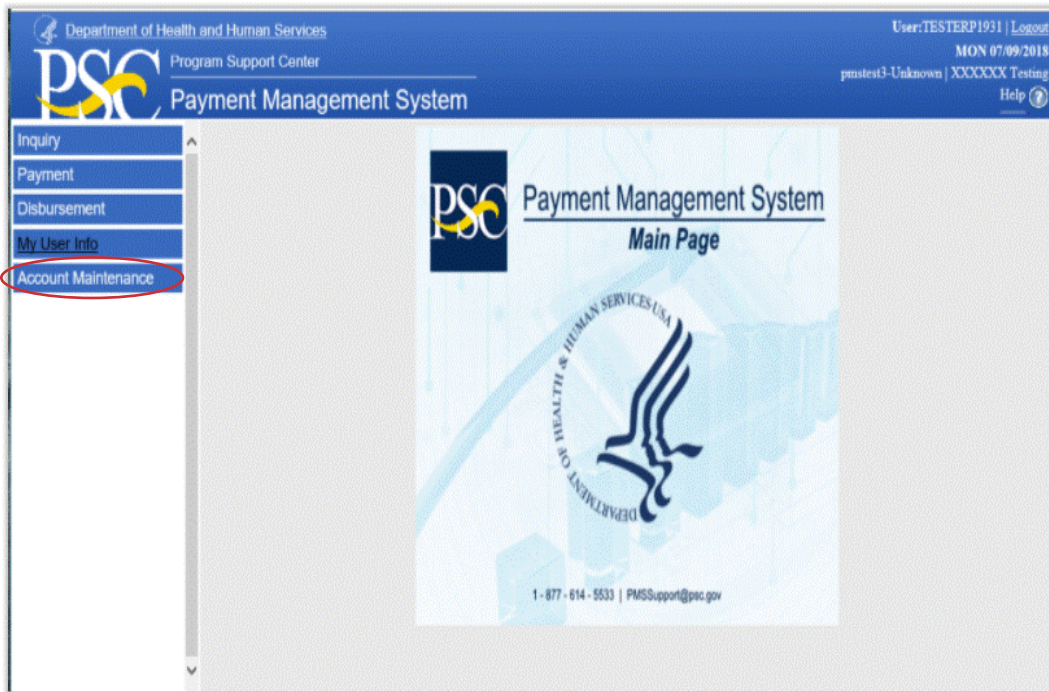 Department of Health and Human Services
User:TESTERP1931 | Logout
MON 07/09/2018
PSC
Program Support Center
pmstest3-Unknown | XXXXXX Testing
Payment Management System
Help ?
Inquiry
Payment
Disbursement
My User Info
Account Maintenance
PSC
Payment Management System
Main Page
DEPARTMENT OF HEALTH & HUMAN SERVICES·USA
1 - 877 - 614 - 5533 | PMSSupport@psc.gov